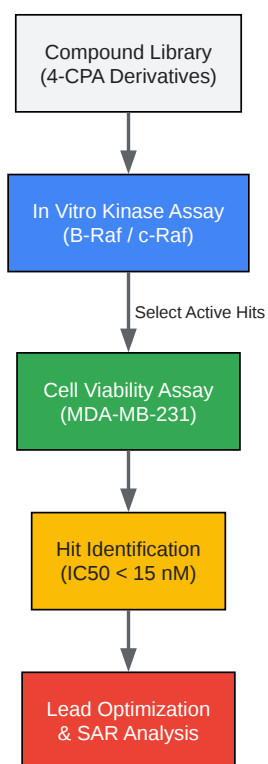 Compound Library
(4-CPA Derivatives)
In Vitro Kinase Assay
(B-Raf / c-Raf)
Select Active Hits
Cell Viability Assay
(MDA-MB-231)
Hit Identification
(IC50 < 15 nM)
Lead Optimization
& SAR Analysis